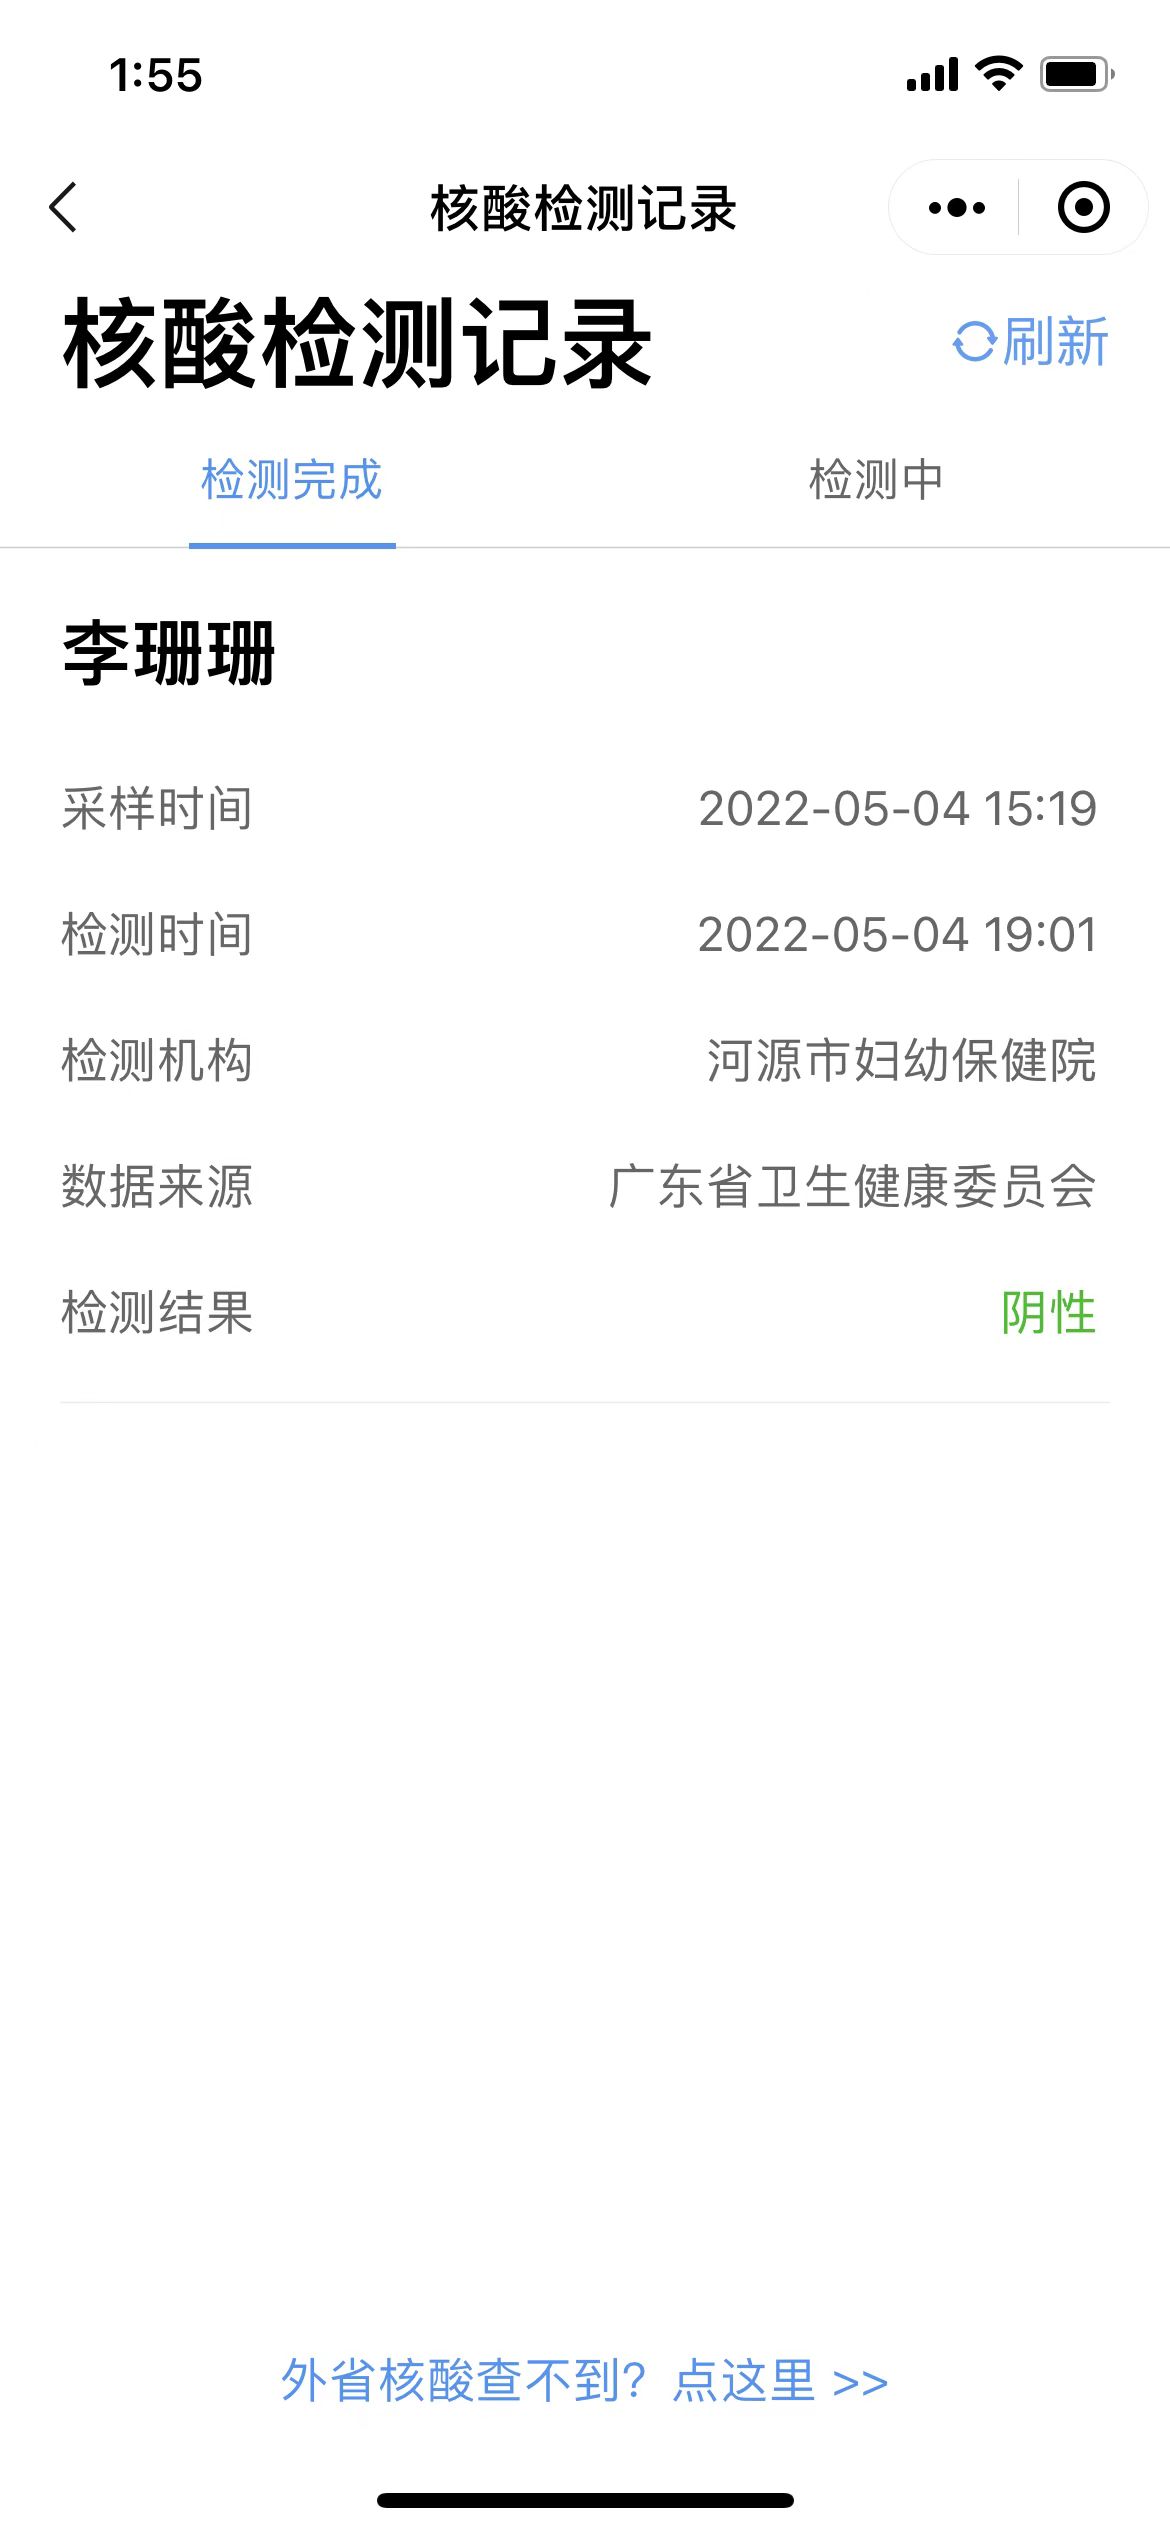 1:55
核酸检测记录
核酸检测记录
刷新
检测完成 检测中
李珊珊
采样时间 2022-05-04 15:19
检测时间 2022-05-04 19:01
检测机构 河源市妇幼保健院
数据来源 广东省卫生健康委员会
检测结果 阴性
外省核酸查不到？点这里 >>